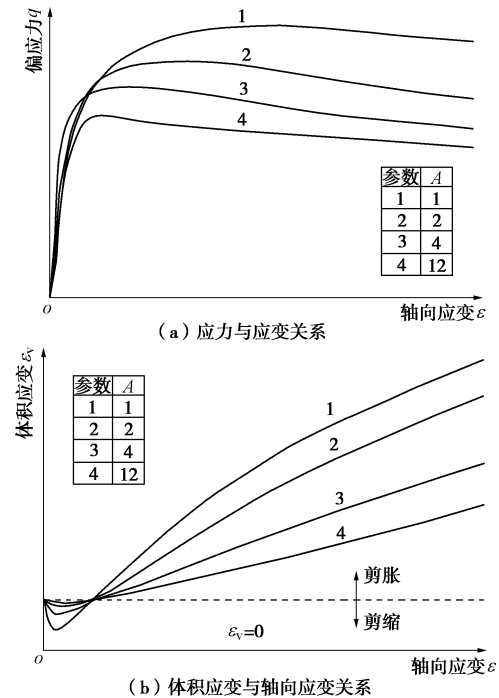 偏应力q
1
2
3
4
参数 A
1 1
2 2
3 4
4 12
o
轴向应变ε
(a)应力与应变关系
体积应变εv
参数 A
1 1
2 2
3 4
4 12
1
2
3
4
剪胀
剪缩
εv=0
o
轴向应变ε
(b)体积应变与轴向应变关系